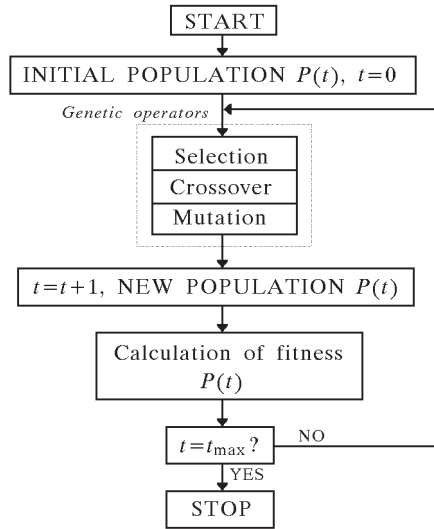 START
INITIAL POPULATION P(t), t=0
Genetic operators
Selection
Crossover
Mutation
t=t+1, NEW POPULATION P(t)
Calculation of fitness
P(t)
t=tmax?
NO
YES
STOP